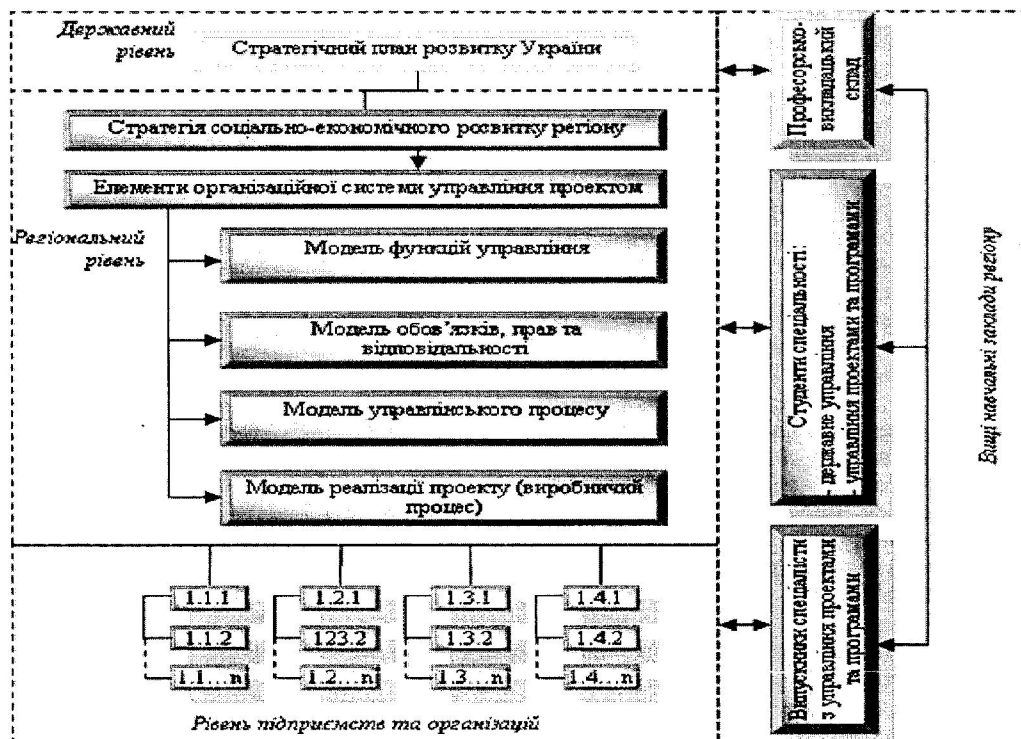 Державний
рівень
Стратегічний план розвитку України
Стратегія соціально-економічного розвитку регіону
Елементи організаційної системи управління проектом
Регіональний
рівень
Модель функцій управління
Модель обов’язків, прав та
відповідальності
Модель управлінського процесу
Модель реалізації проекту (виробничий
процес)
1.1.1
1.2.1
1.3.1
1.4.1
1.1.2
123.2
1.3.2
1.4.2
1.1…n
1.2…n
1.3…n
1.4…n
Рівень підприємств та організацій
Професорсько-
викладацький
склад
Студенти спеціальності:
- державне управління
- управління проектами та програмами
Випускники спеціалісти
з управління проектами
та програмами
Вищі навчальні заклади регіону